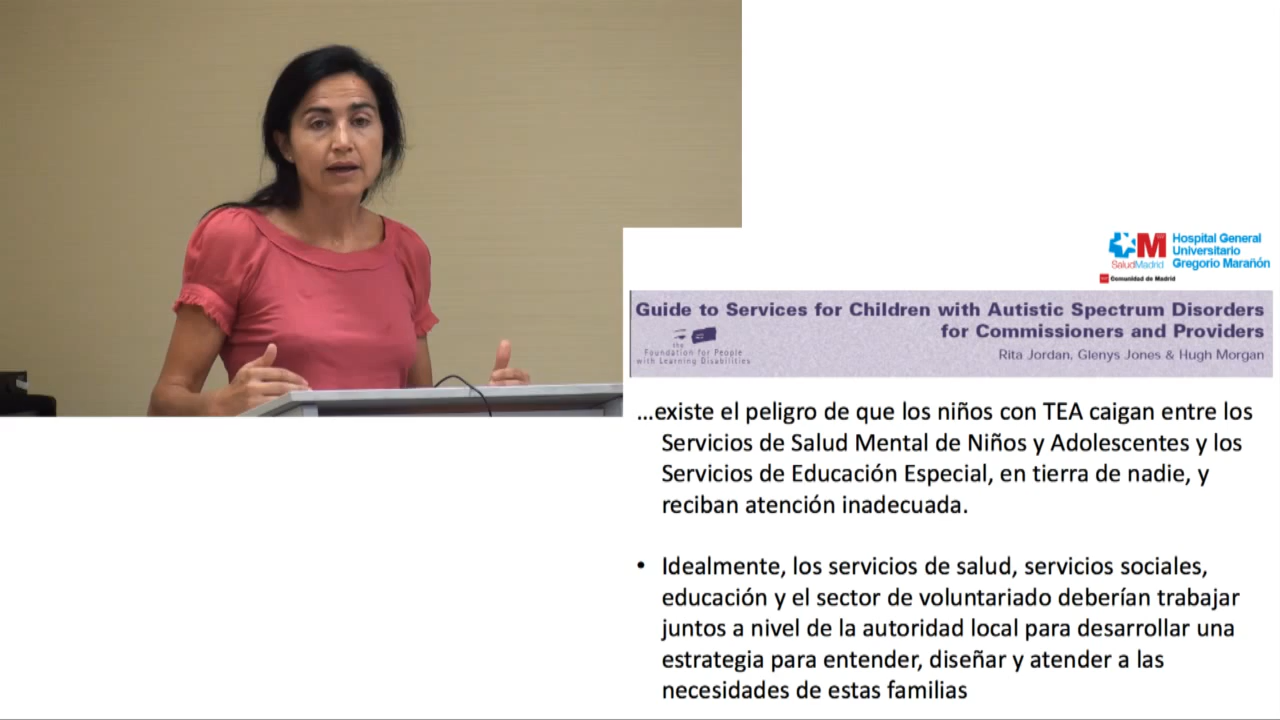 Hospital General
Universitario
Gregorio Marañón
SaludMadrid
Comunidad de Madrid
Guide to Services for Children with Autistic Spectrum Disorders
for Commissioners and Providers
Rita Jordan, Glenys Jones & Hugh Morgan
the
Foundation for People
with Learning Disabilities
...existe el peligro de que los niños con TEA caigan entre los
Servicios de Salud Mental de Niños y Adolescentes y los
Servicios de Educación Especial, en tierra de nadie, y
reciban atención inadecuada.
• Idealmente, los servicios de salud, servicios sociales,
educación y el sector de voluntariado deberían trabajar
juntos a nivel de la autoridad local para desarrollar una
estrategia para entender, diseñar y atender a las
necesidades de estas familias